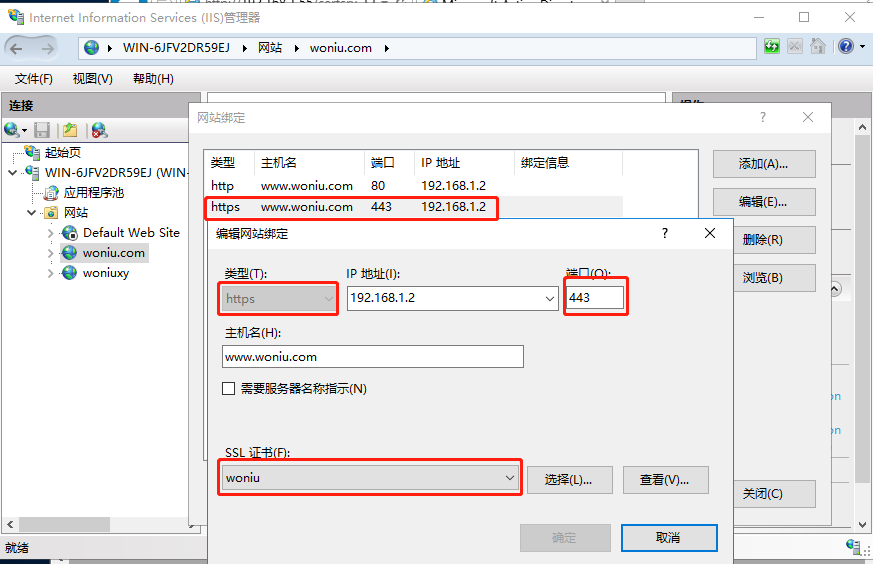 Internet Information Services (IIS)管理器
WIN-6JFV2DR59EJ
网站
woniu.com
文件(F) 视图(V) 帮助(H)
连接
起始页
WIN-6JFV2DR59EJ (WIN-
应用程序池
网站
Default Web Site
woniu.com
woniuxy
网站绑定
?
类型 主机名 端口 IP 地址 绑定信息
http www.woniu.com 80 192.168.1.2
https www.woniu.com 443 192.168.1.2
添加(A)...
编辑(E)...
删除(R)
浏览(B)
关闭(C)
编辑网站绑定
?
类型(T): IP 地址(I): 端口(O):
https 192.168.1.2 443
主机名(H):
www.woniu.com
需要服务器名称指示(N)
SSL 证书(F):
woniu 选择(L)... 查看(V)...
确定 取消
就绪